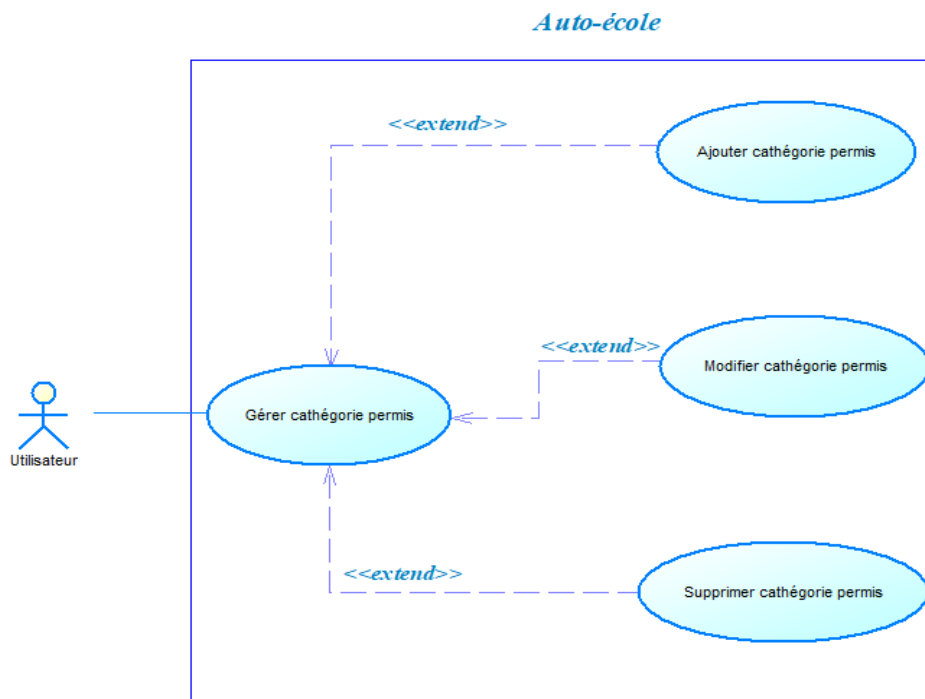 Auto-école
<<extend>>
Ajouter cathégorie permis
<<extend>>
Modifier cathégorie permis
Gérer cathégorie permis
Utilisateur
<<extend>>
Supprimer cathégorie permis